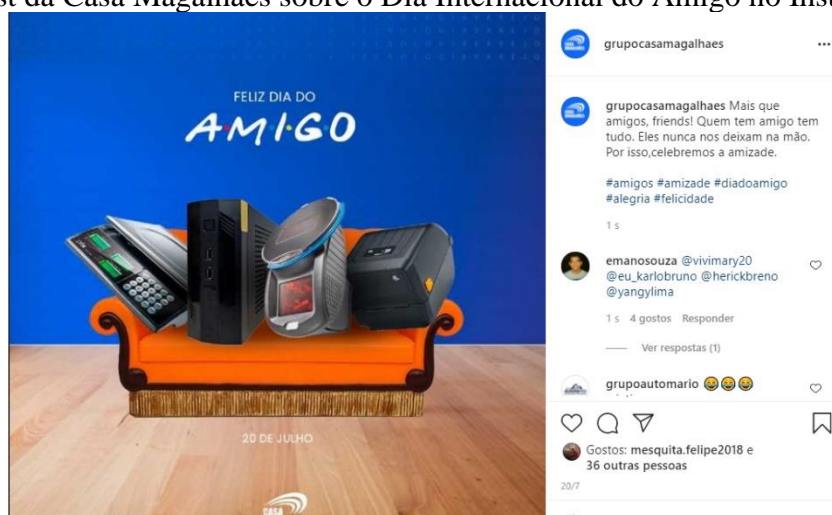 st da Casa Magalhães sobre o Dia Internacional do Amigo no Inst
FELIZ DIA DO
A·M·I·G·O
20 DE JULHO
CASA
grupocasamagalhaes
grupocasamagalhaes Mais que
amigos, friends! Quem tem amigo tem
tudo. Eles nunca nos deixam na mão.
Por isso,celebremos a amizade.
#amigos #amizade #diadoamigo
#alegria #felicidade
1 s
emanosouza @vivimary20
@eu_karlobruno @herickbreno
@yangylima
1 s 4 gostos Responder
Ver respostas (1)
grupoautomario 😂😂😂
Gostos: mesquita.felipe2018 e
36 outras pessoas
20/7